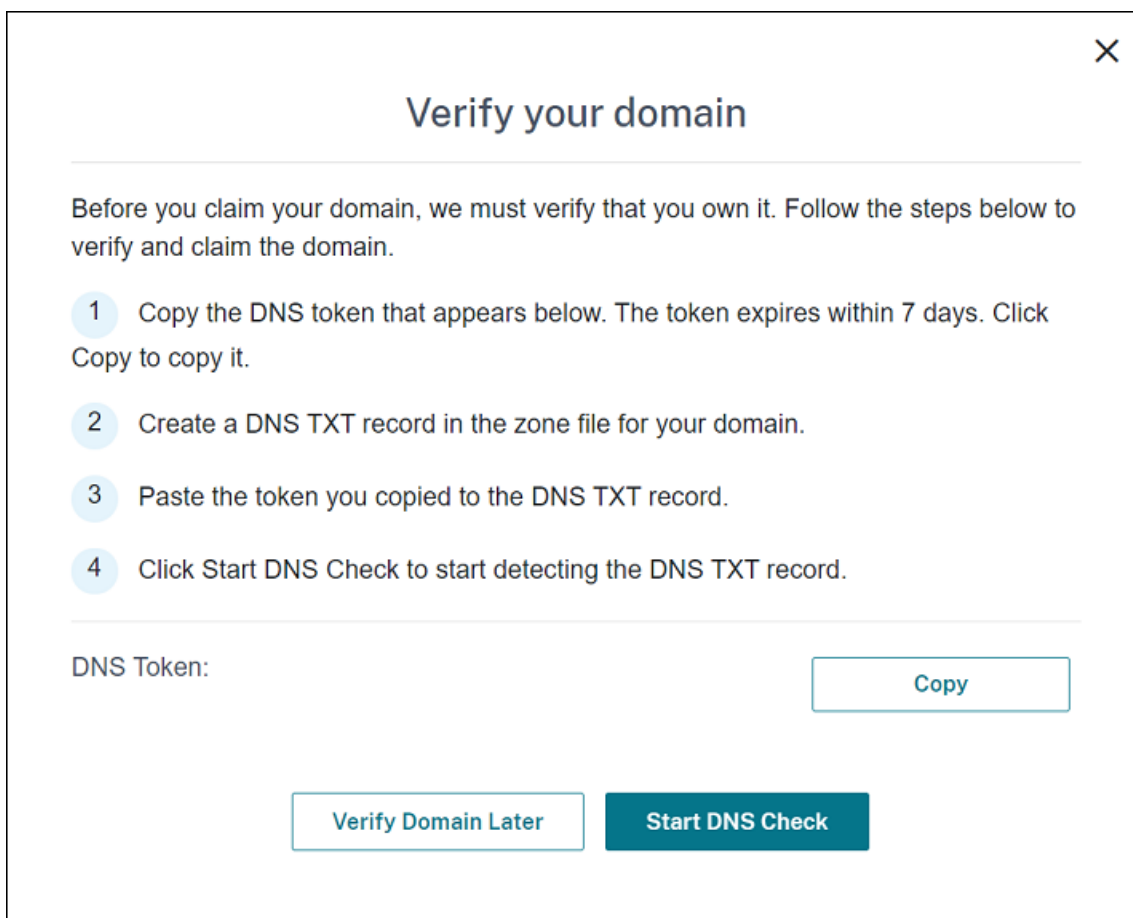 Verify your domain
Before you claim your domain, we must verify that you own it. Follow the steps below to
verify and claim the domain.
1 Copy the DNS token that appears below. The token expires within 7 days. Click
Copy to copy it.
2 Create a DNS TXT record in the zone file for your domain.
3 Paste the token you copied to the DNS TXT record.
4 Click Start DNS Check to start detecting the DNS TXT record.
DNS Token:
Copy
Verify Domain Later
Start DNS Check